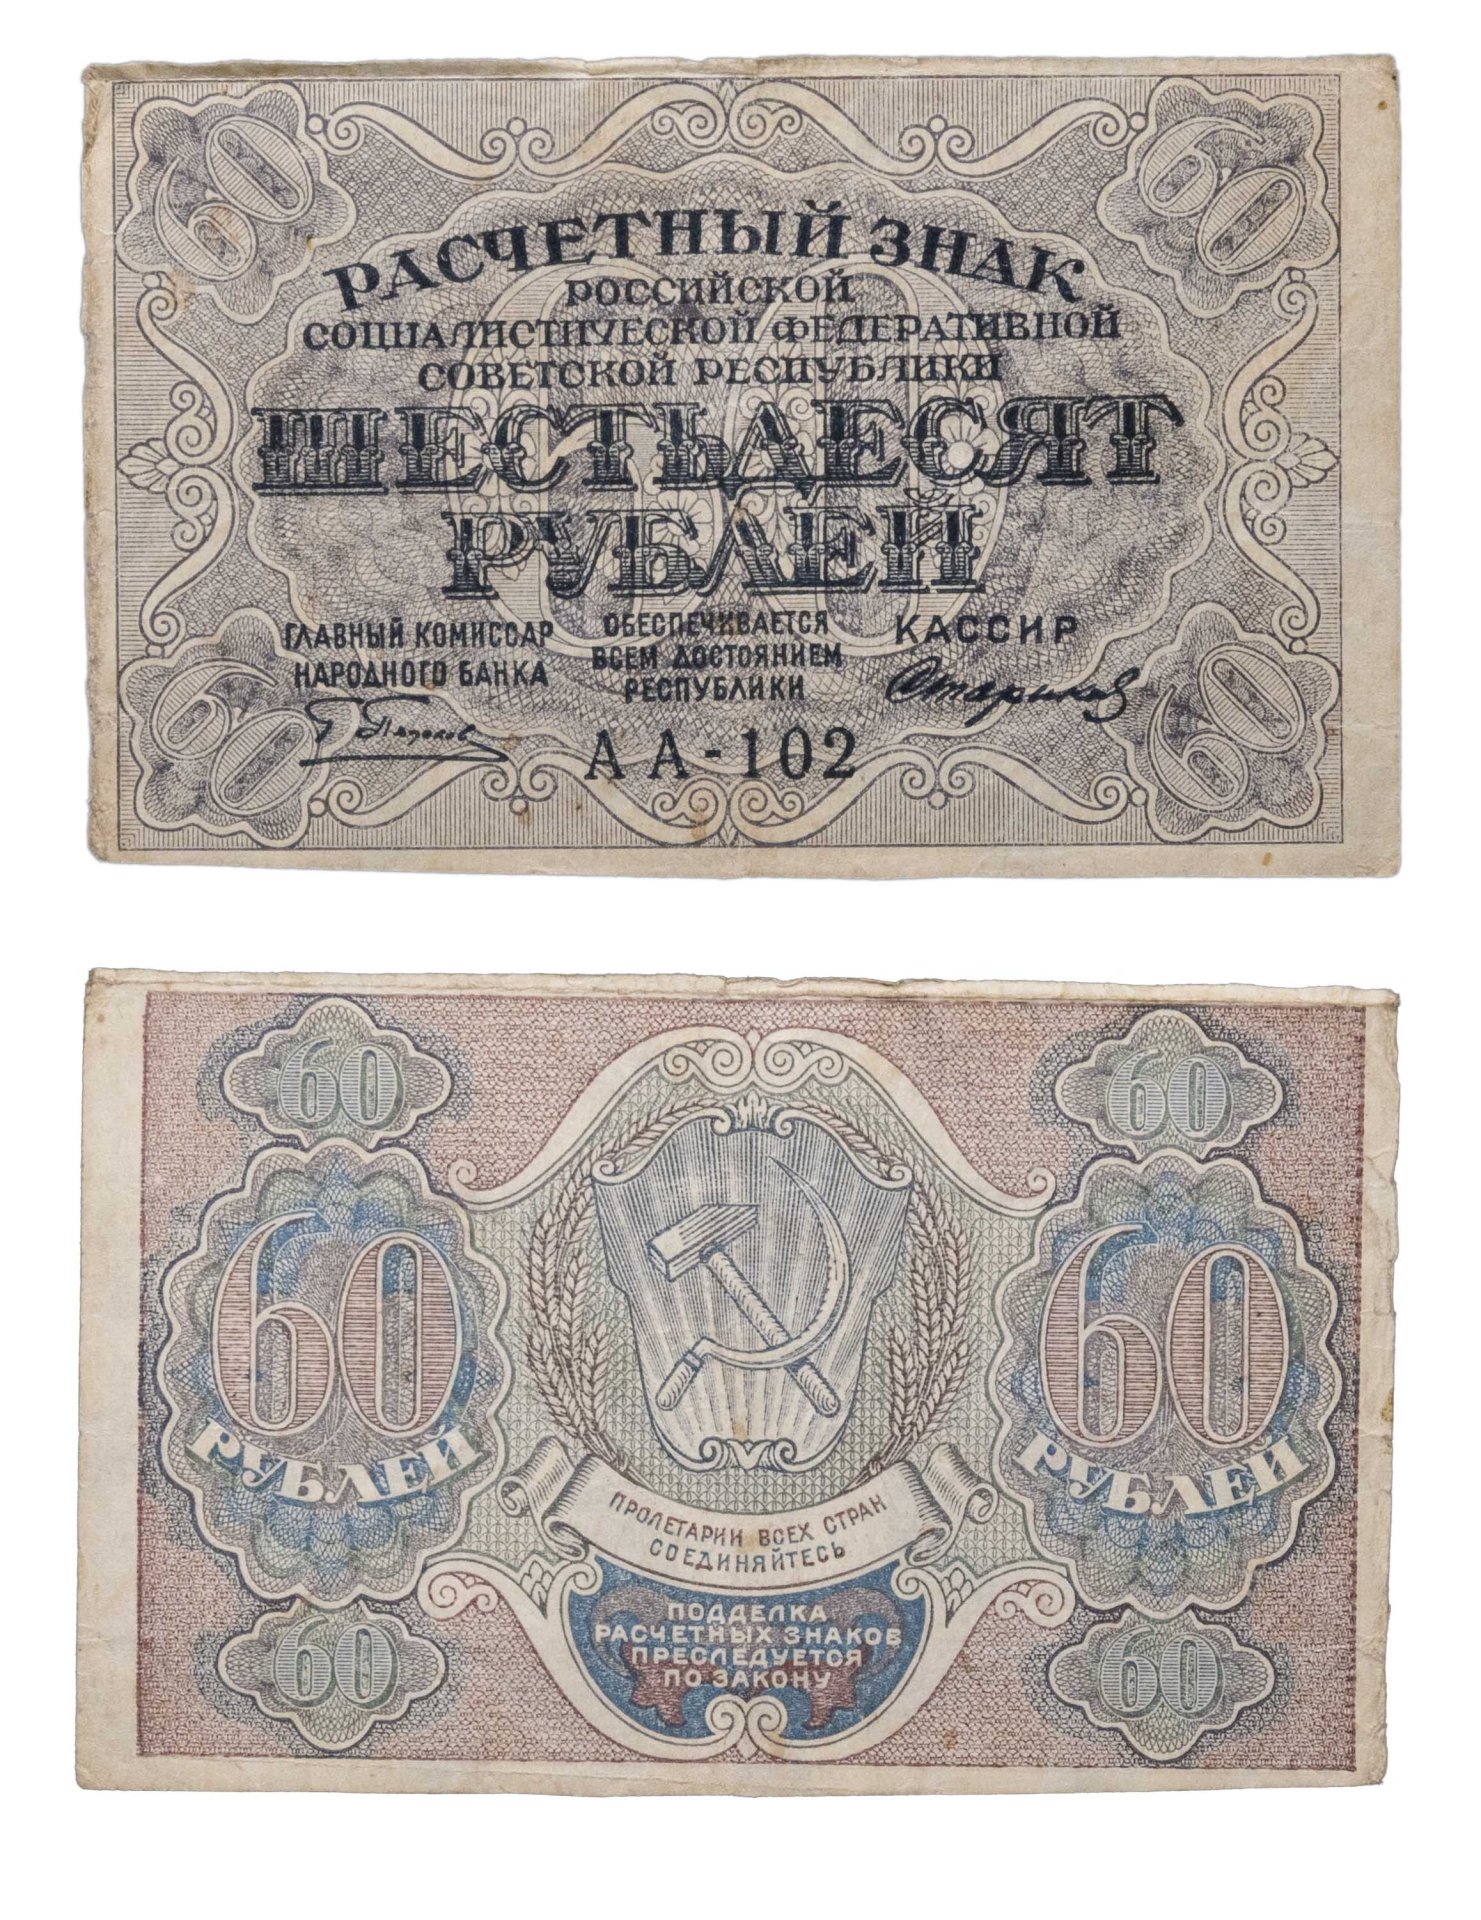 60
60
РАСЧЕТНЫЙ ЗНАК
РОССИЙСКОЙ
СОЦИАЛИСТИЧЕСКОЙ ФЕДЕРАТИВНОЙ
СОВЕТСКОЙ РЕСПУБЛИКИ
60
ШЕСТЬДЕСЯТ
РУБЛЕЙ
ГЛАВНЫЙ КОМИССАР
НАРОДНОГО БАНКА
ОБЕСПЕЧИВАЕТСЯ
ВСЕМ ДОСТОЯНИЕМ
РЕСПУБЛИКИ
КАССИР
60
60
АА-102
60
60
60
РУБЛЕЙ
60
РУБЛЕЙ
ПРОЛЕТАРИИ ВСЕХ СТРАН
СОЕДИНЯЙТЕСЬ
ПОДДЕЛКА
РАСЧЕТНЫХ ЗНАКОВ
ПРЕСЛЕДУЕТСЯ
ПО ЗАКОНУ
60
60